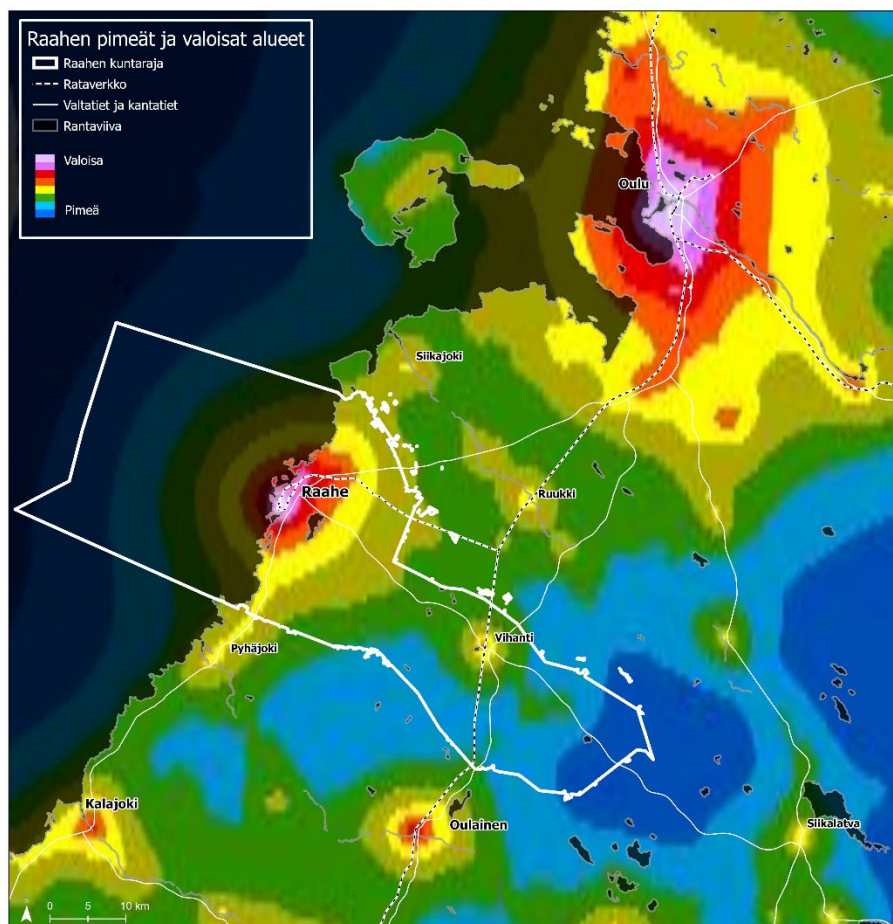 Raahen pimeät ja valoisat alueet
Raahen kuntaraja
Rataverkko
Valtatiet ja kantatiet
Rantaviiva
Valoisa
Pimeä
Oulu
Siikajoki
Raahe
Ruukki
Vihanti
Pyhäjoki
Kalajoki
Oulainen
Siikalatva
N
0 5 10 km